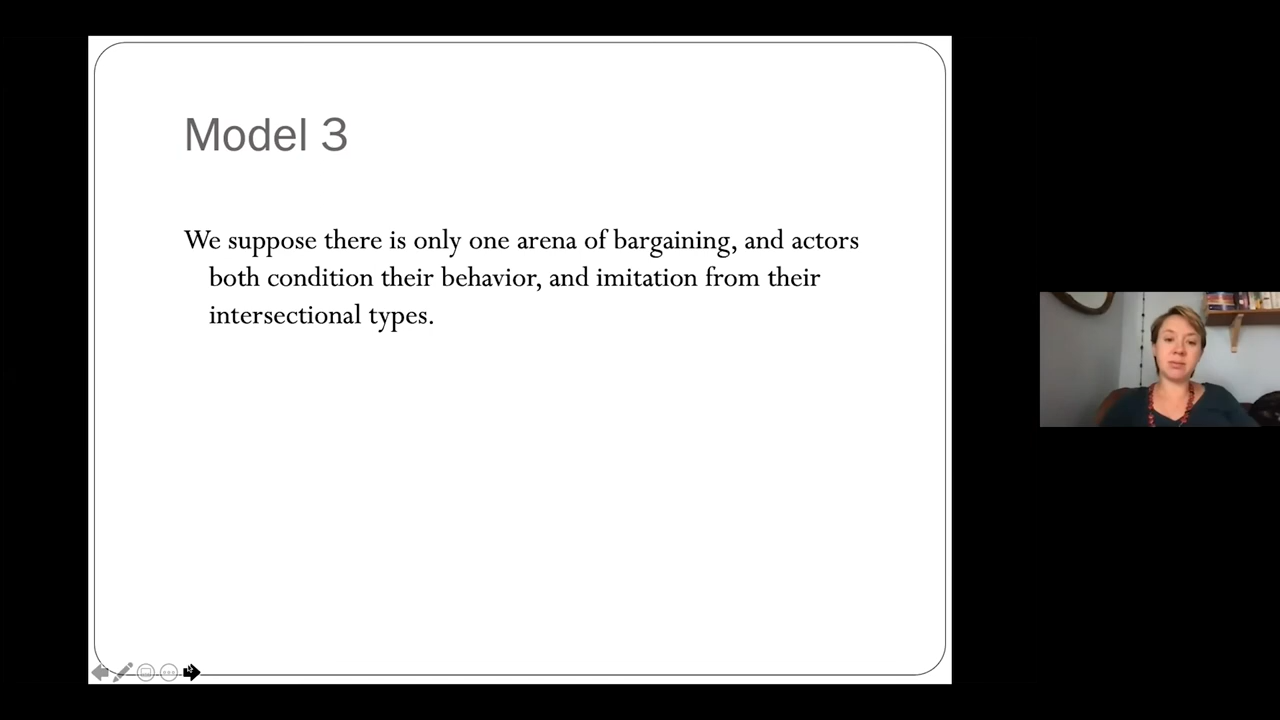 Model 3
We suppose there is only one arena of bargaining, and actors
both condition their behavior, and imitation from their
intersectional types.